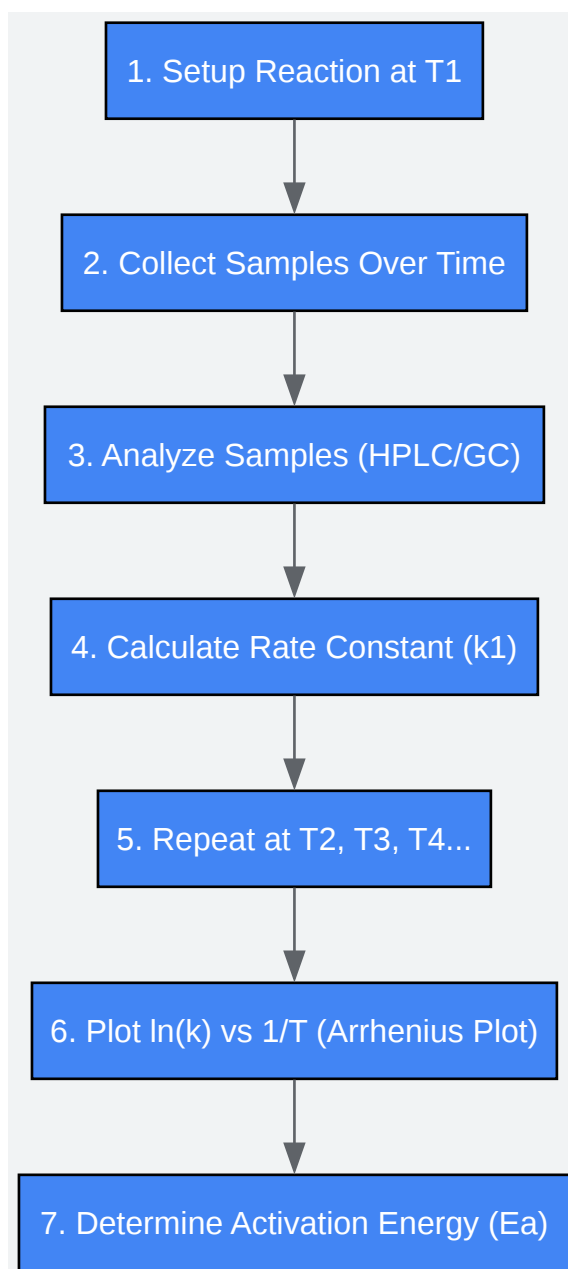 1. Setup Reaction at T1
2. Collect Samples Over Time
3. Analyze Samples (HPLC/GC)
4. Calculate Rate Constant (k1)
5. Repeat at T2, T3, T4...
6. Plot ln(k) vs 1/T (Arrhenius Plot)
7. Determine Activation Energy (Ea)